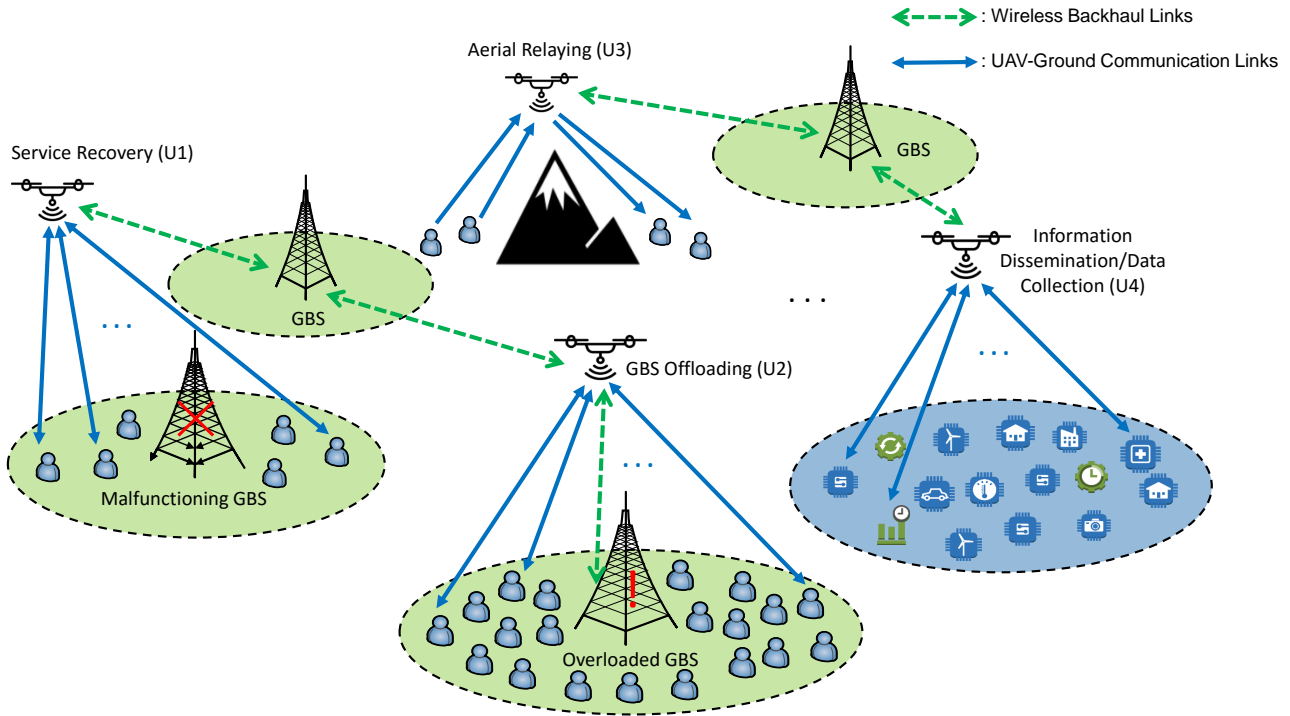 : Wireless Backhaul Links
: UAV-Ground Communication Links
Aerial Relaying (U3)
GBS
Service Recovery (U1)
Information
Dissemination/Data
Collection (U4)
GBS
. . .
. . .
GBS Offloading (U2)
. . .
Malfunctioning GBS
. . .
!
Overloaded GBS